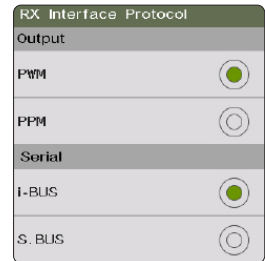 RX Interface Protocol
Output
PWM
PPM
Serial
i-BUS
S.BUS